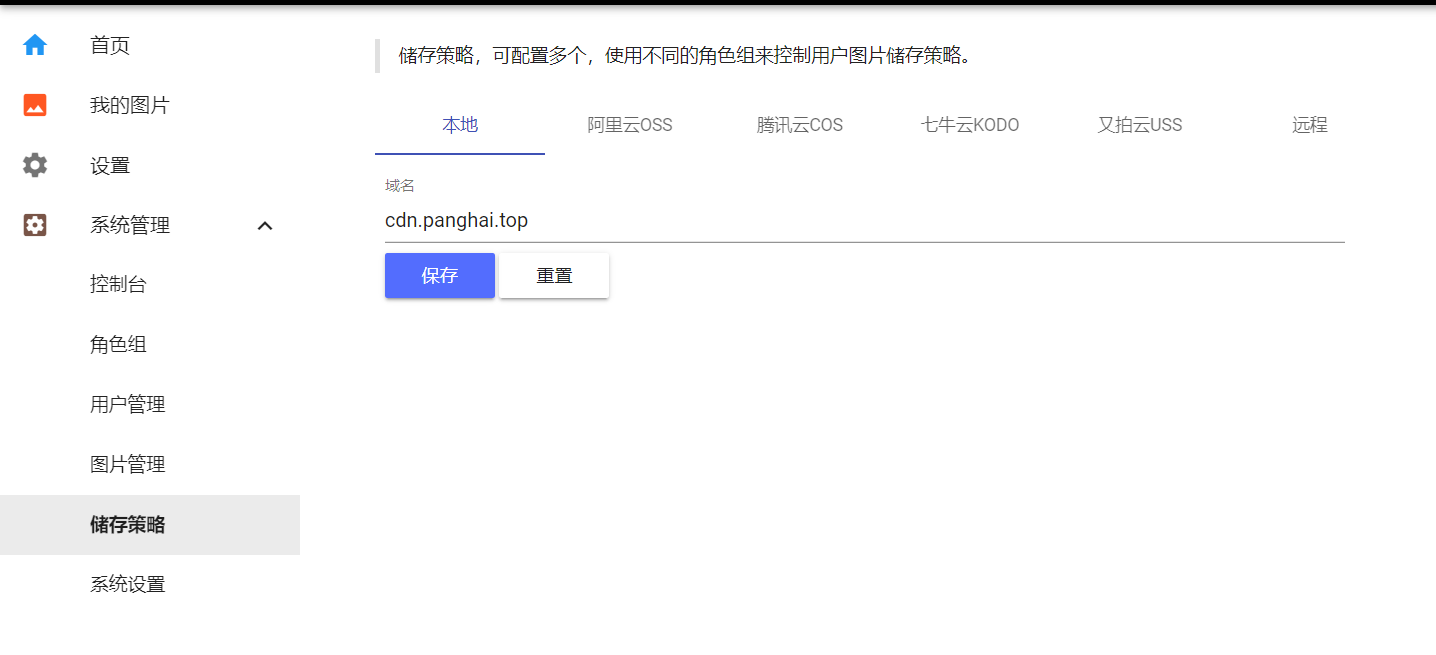 首页
我的图片
设置
系统管理
控制台
角色组
用户管理
图片管理
储存策略
系统设置
储存策略，可配置多个，使用不同的角色组来控制用户图片储存策略。
本地 阿里云OSS 腾讯云COS 七牛云KODO 又拍云USS 远程
域名
cdn.panghai.top
保存 重置